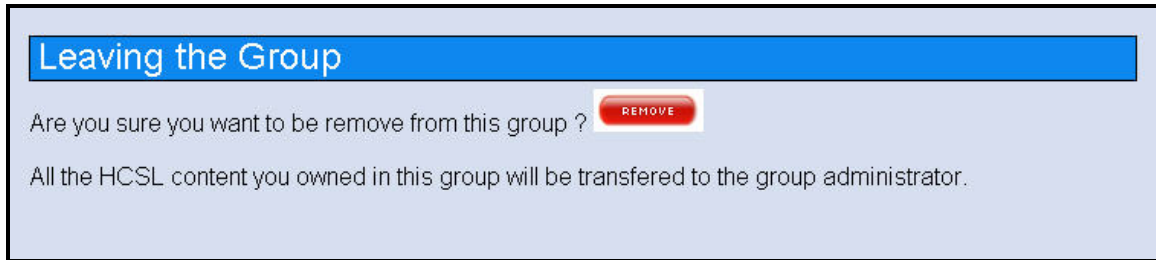 Leaving the Group
Are you sure you want to be remove from this group ? REMOVE
All the HCSL content you owned in this group will be transfered to the group administrator.